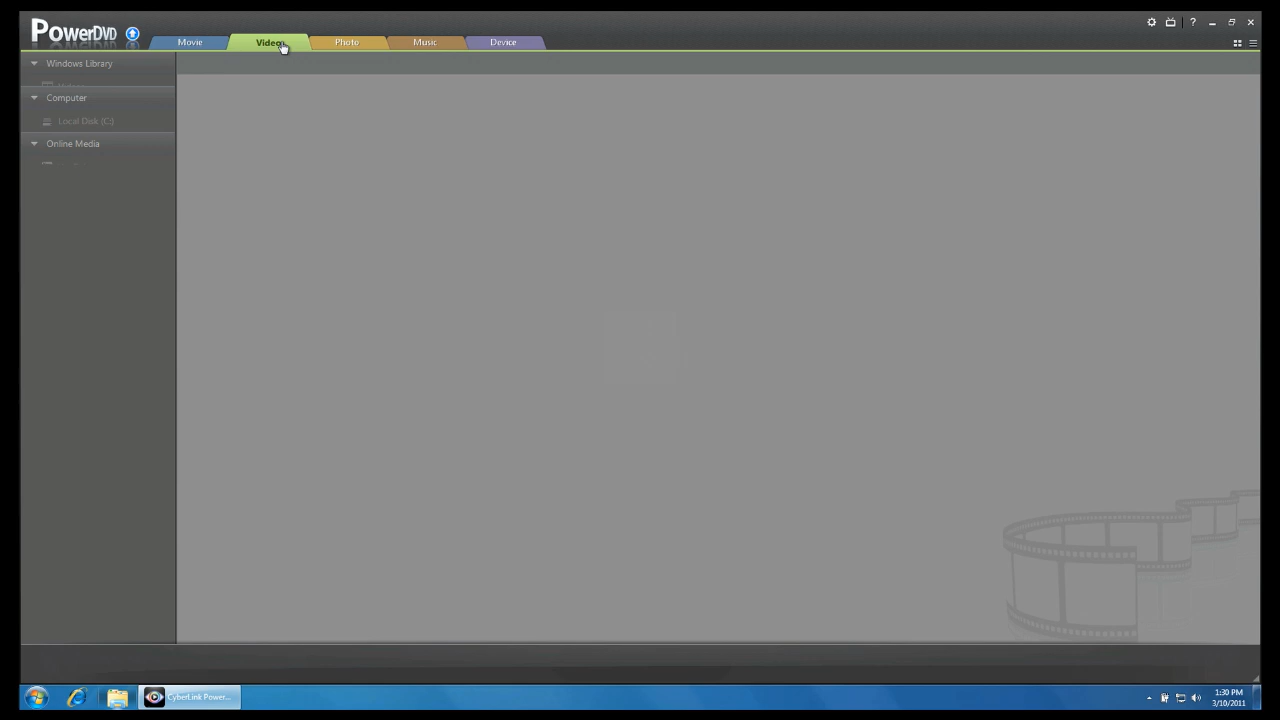 PowerDVD
Movie
Video
Photo
Music
Device
?
Windows Library
Computer
Local Disk (C:)
Online Media
CyberLink Power...
1:30 PM
3/10/2011